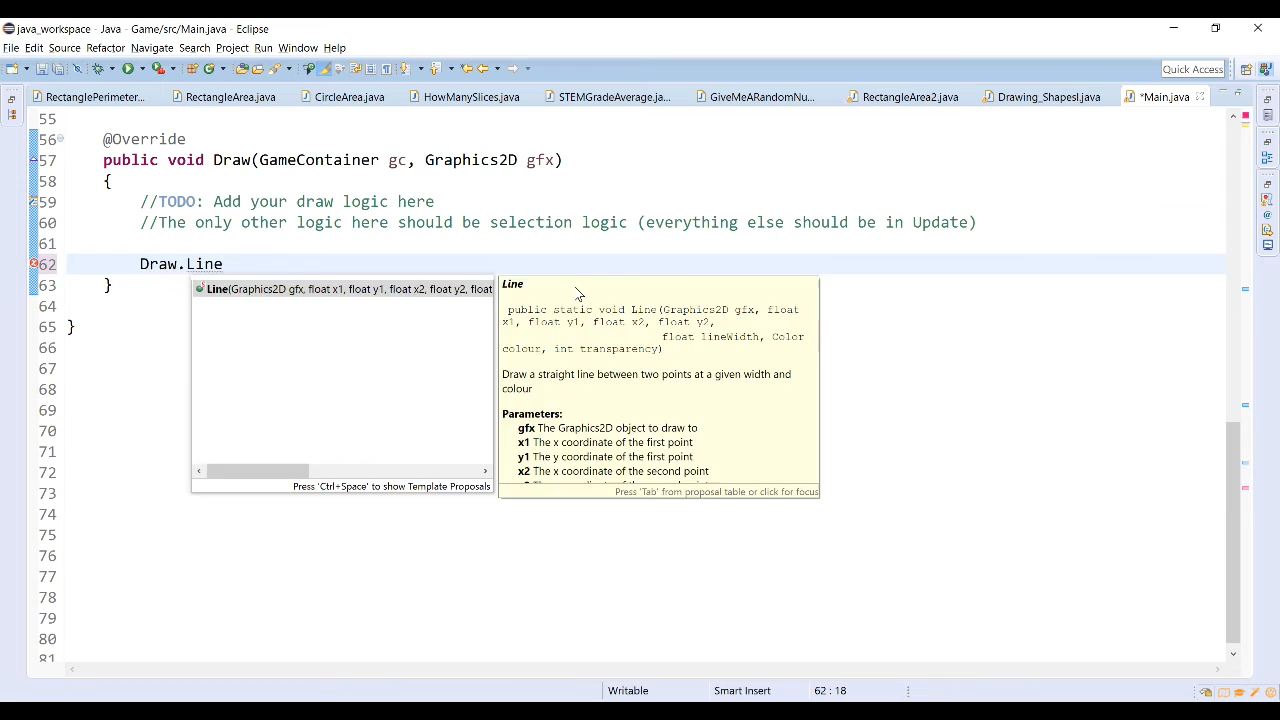 java_workspace - Java - Game/src/Main.java - Eclipse
File Edit Source Refactor Navigate Search Project Run Window Help
Quick Access
RectanglePerimeter... RectangleArea.java CircleArea.java HowManySlices.java STEMGradeAverage.ja... GiveMeARandomNu... RectangleArea2.java Drawing_ShapesI.java *Main.java
55
56 @Override
57 public void Draw(GameContainer gc, Graphics2D gfx)
58 {
59 //TODO: Add your draw logic here
60 //The only other logic here should be selection logic (everything else should be in Update)
61
62 Draw.Line
63 }
64
65 }
66
67
68
69
70
71
72
73
74
75
76
77
78
79
80
81
Line(Graphics2D gfx, float x1, float y1, float x2, float y2, float
Press 'Ctrl+Space' to show Template Proposals
Line
public static void Line(Graphics2D gfx, float
x1, float y1, float x2, float y2,
float lineWidth, Color
colour, int transparency)
Draw a straight line between two points at a given width and
colour
Parameters:
gfx The Graphics2D object to draw to
x1 The x coordinate of the first point
y1 The y coordinate of the first point
x2 The x coordinate of the second point
Press 'Tab' from proposal table or click for focus
Writable Smart Insert 62 : 18